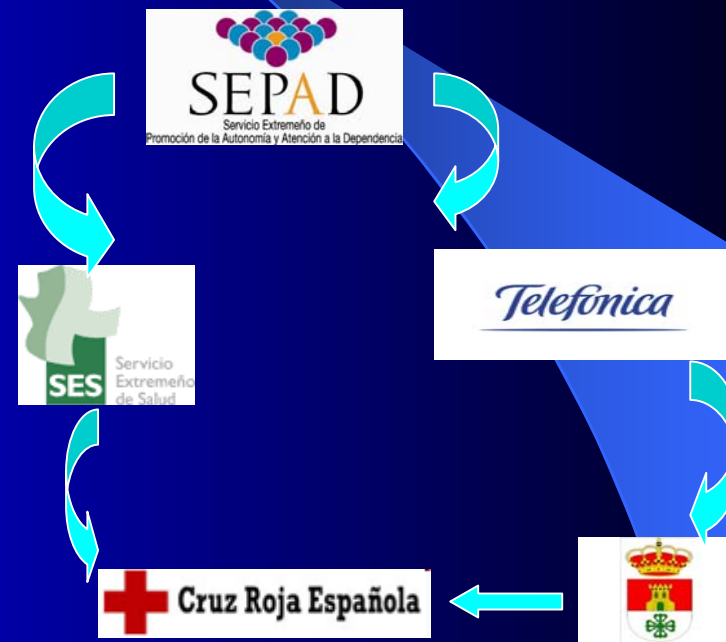 SEPAD
Servicio Extremeño de
Promoción de la Autonomía y Atención a la Dependencia
Telefónica
SES
Servicio
Extremeño
de Salud
Cruz Roja Española